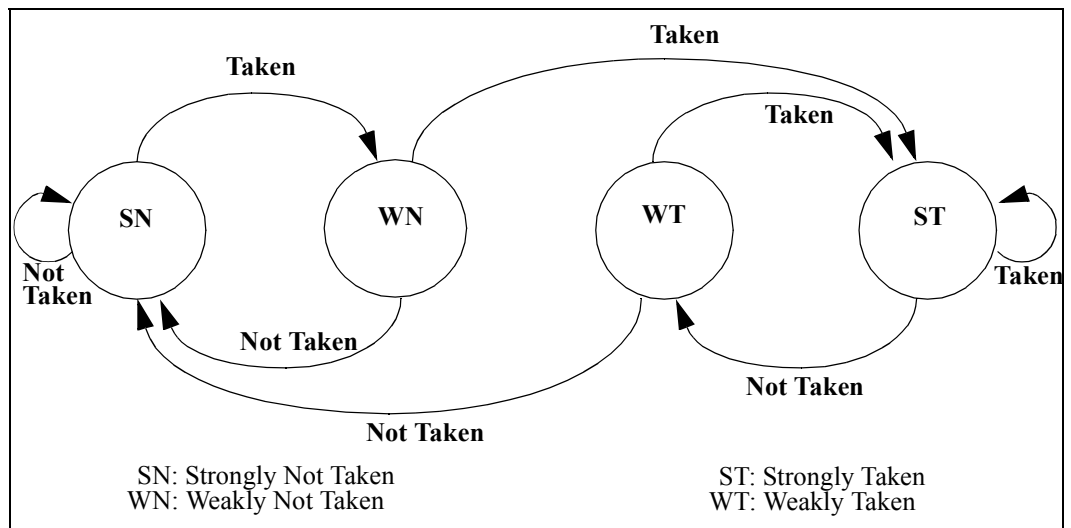 Taken
Taken
Taken
SN
WN
WT
ST
Not
Taken
Taken
Not Taken
Not Taken
Not Taken
SN: Strongly Not Taken
WN: Weakly Not Taken
ST: Strongly Taken
WT: Weakly Taken